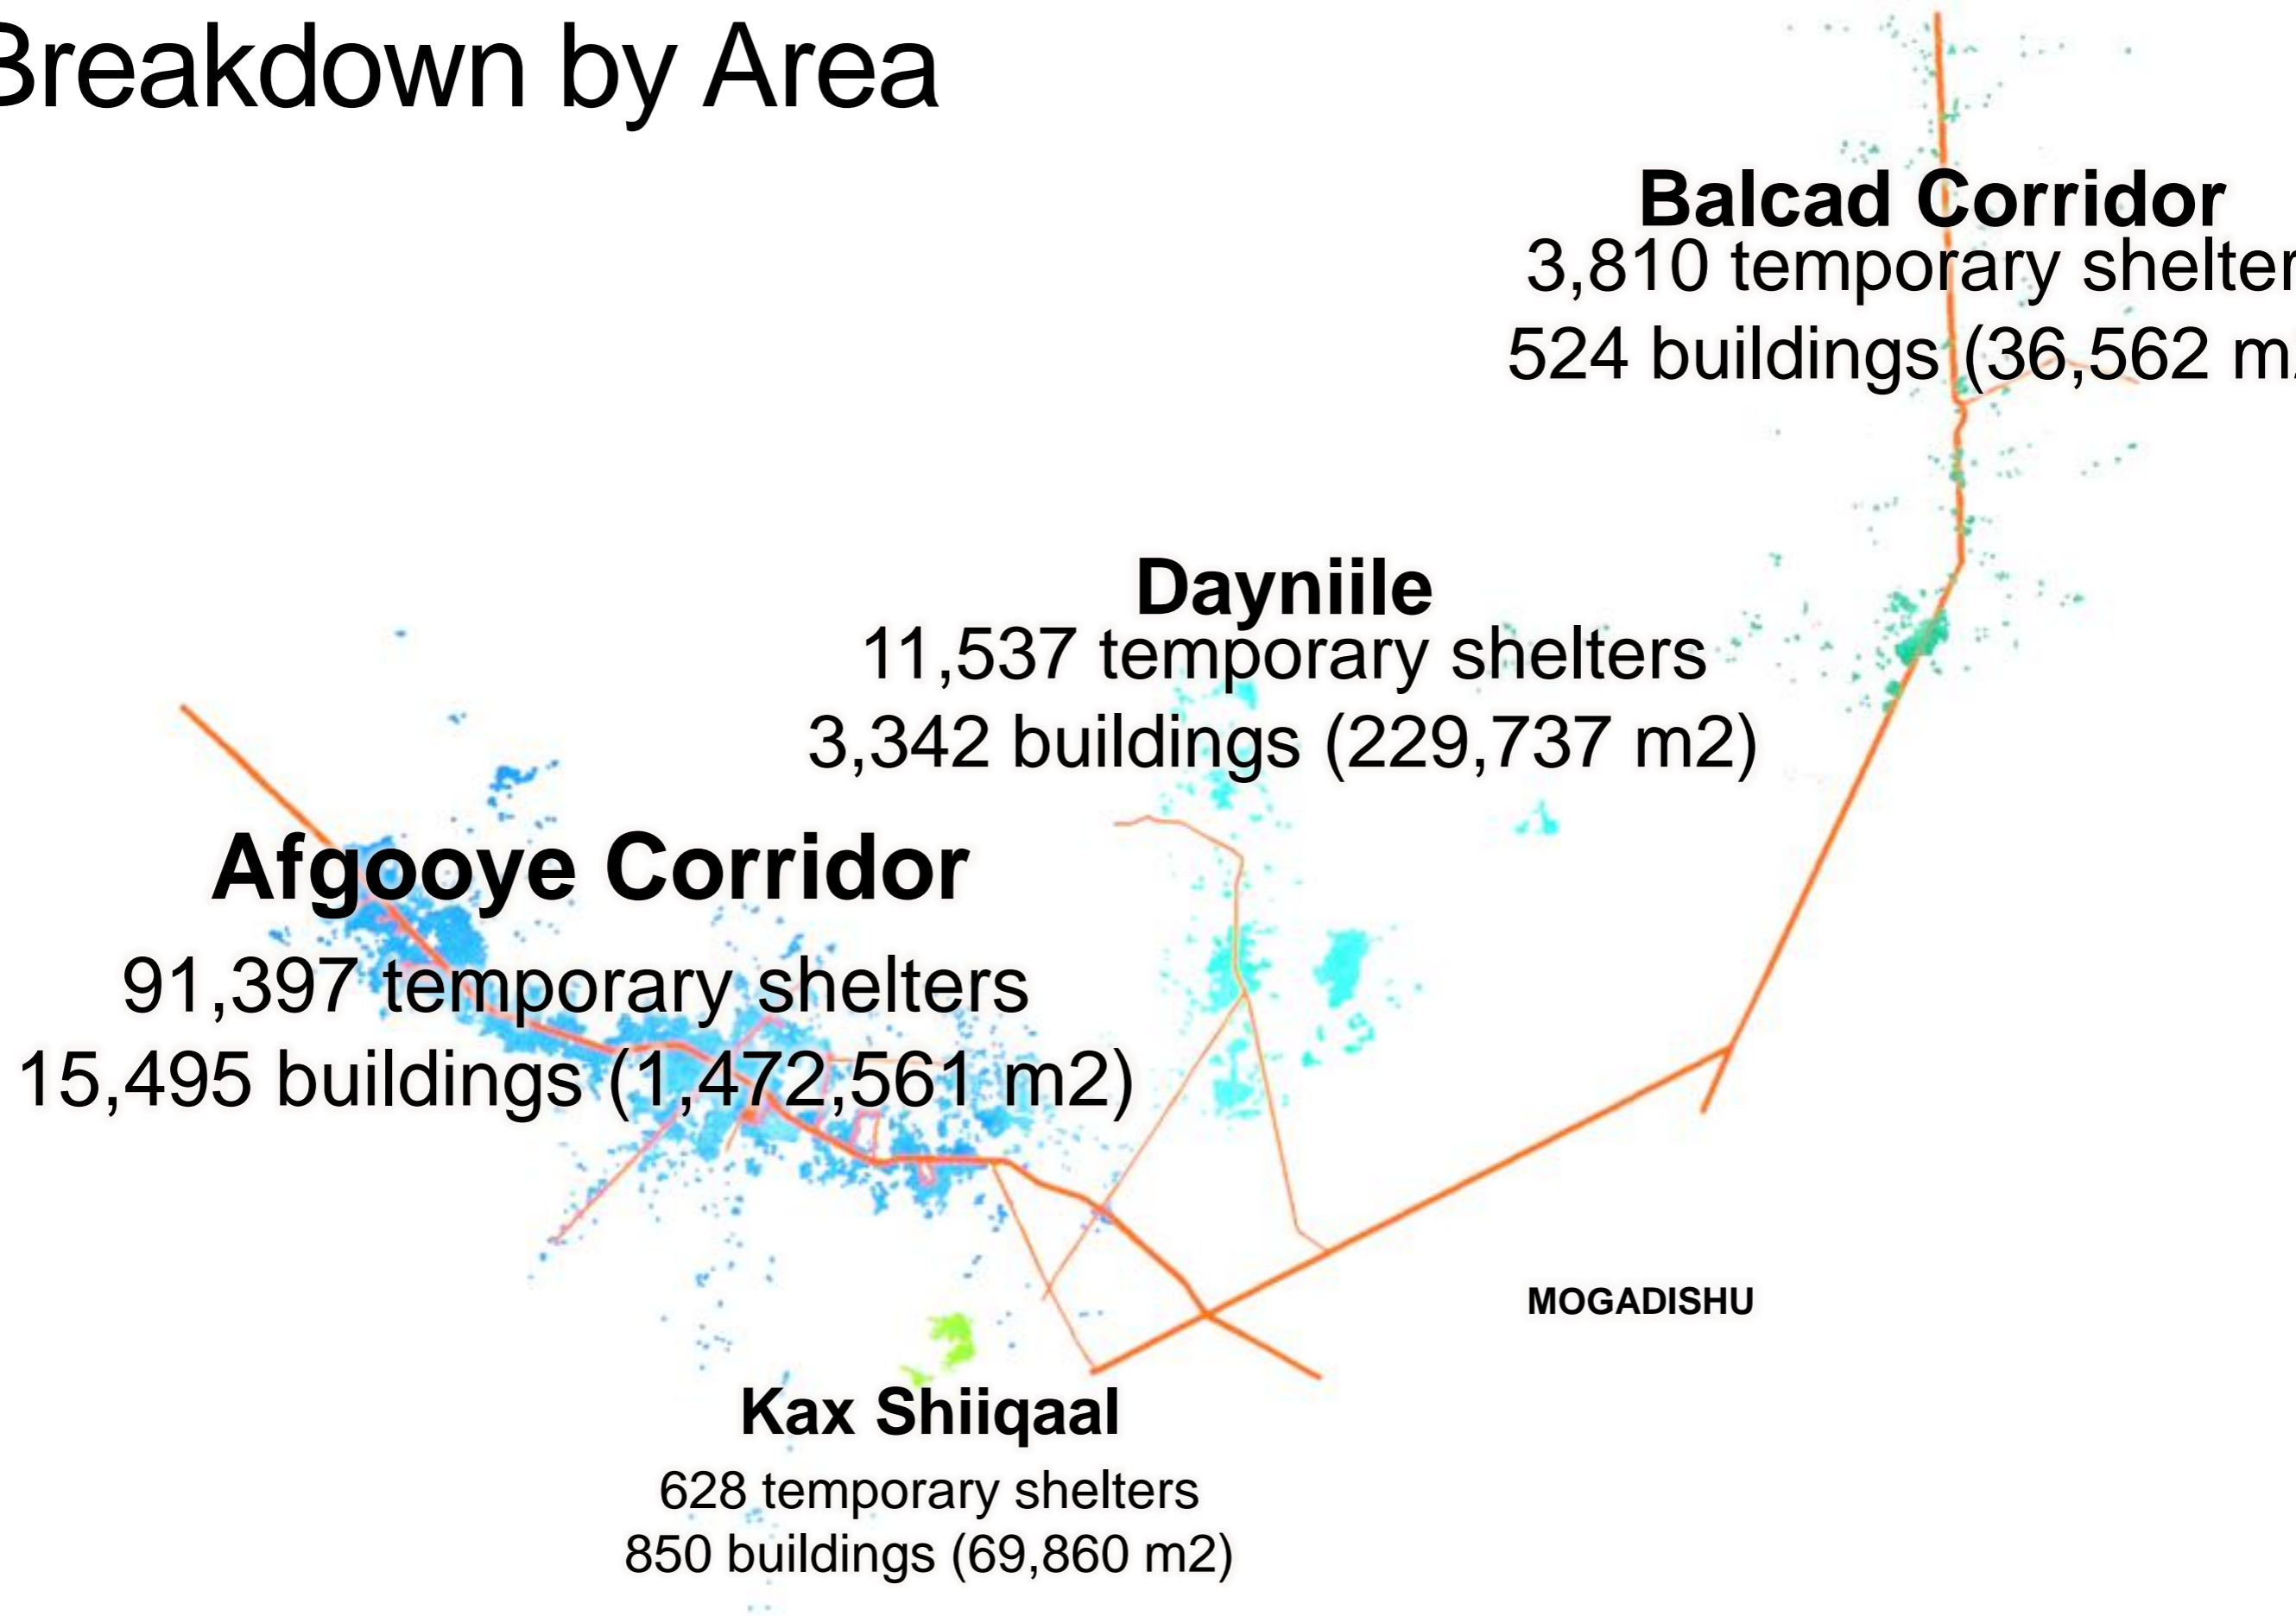 Breakdown by Area
Balcad Corridor
3,810 temporary shelter
524 buildings (36,562 m
Dayniile
11,537 temporary shelters
3,342 buildings (229,737 m2)
Afgooye Corridor
91,397 temporary shelters
15,495 buildings (1,472,561 m2)
MOGADISHU
Kax Shiiqaal
628 temporary shelters
850 buildings (69,860 m2)